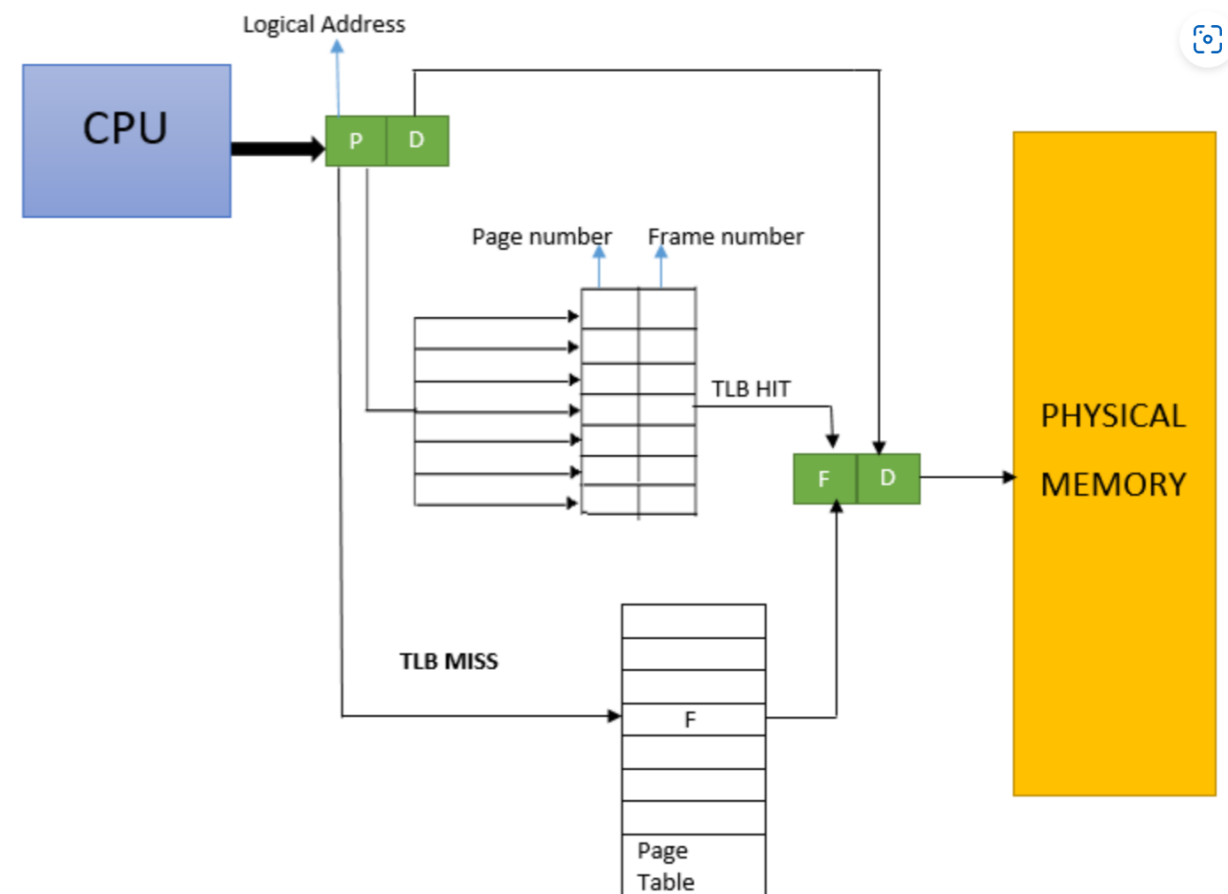 Logical Address
CPU
P D
Page number Frame number
TLB HIT
PHYSICAL
MEMORY
F D
TLB MISS
F
Page
Table